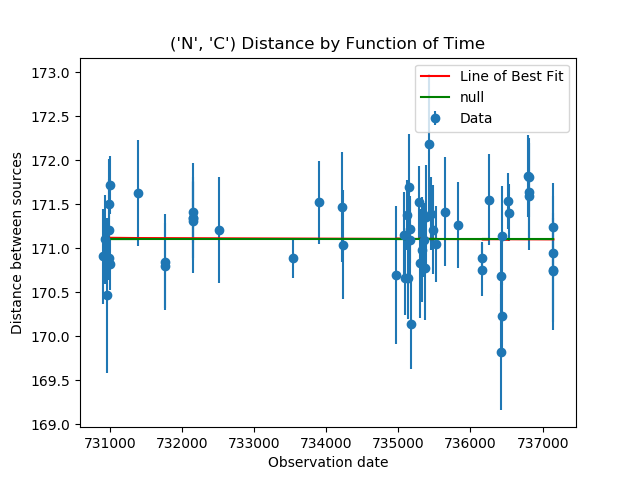 ('N', 'C') Distance by Function of Time
Line of Best Fit
null
Data
Distance between sources
173.0
172.5
172.0
171.5
171.0
170.5
170.0
169.5
169.0
731000 732000 733000 734000 735000 736000 737000
Observation date